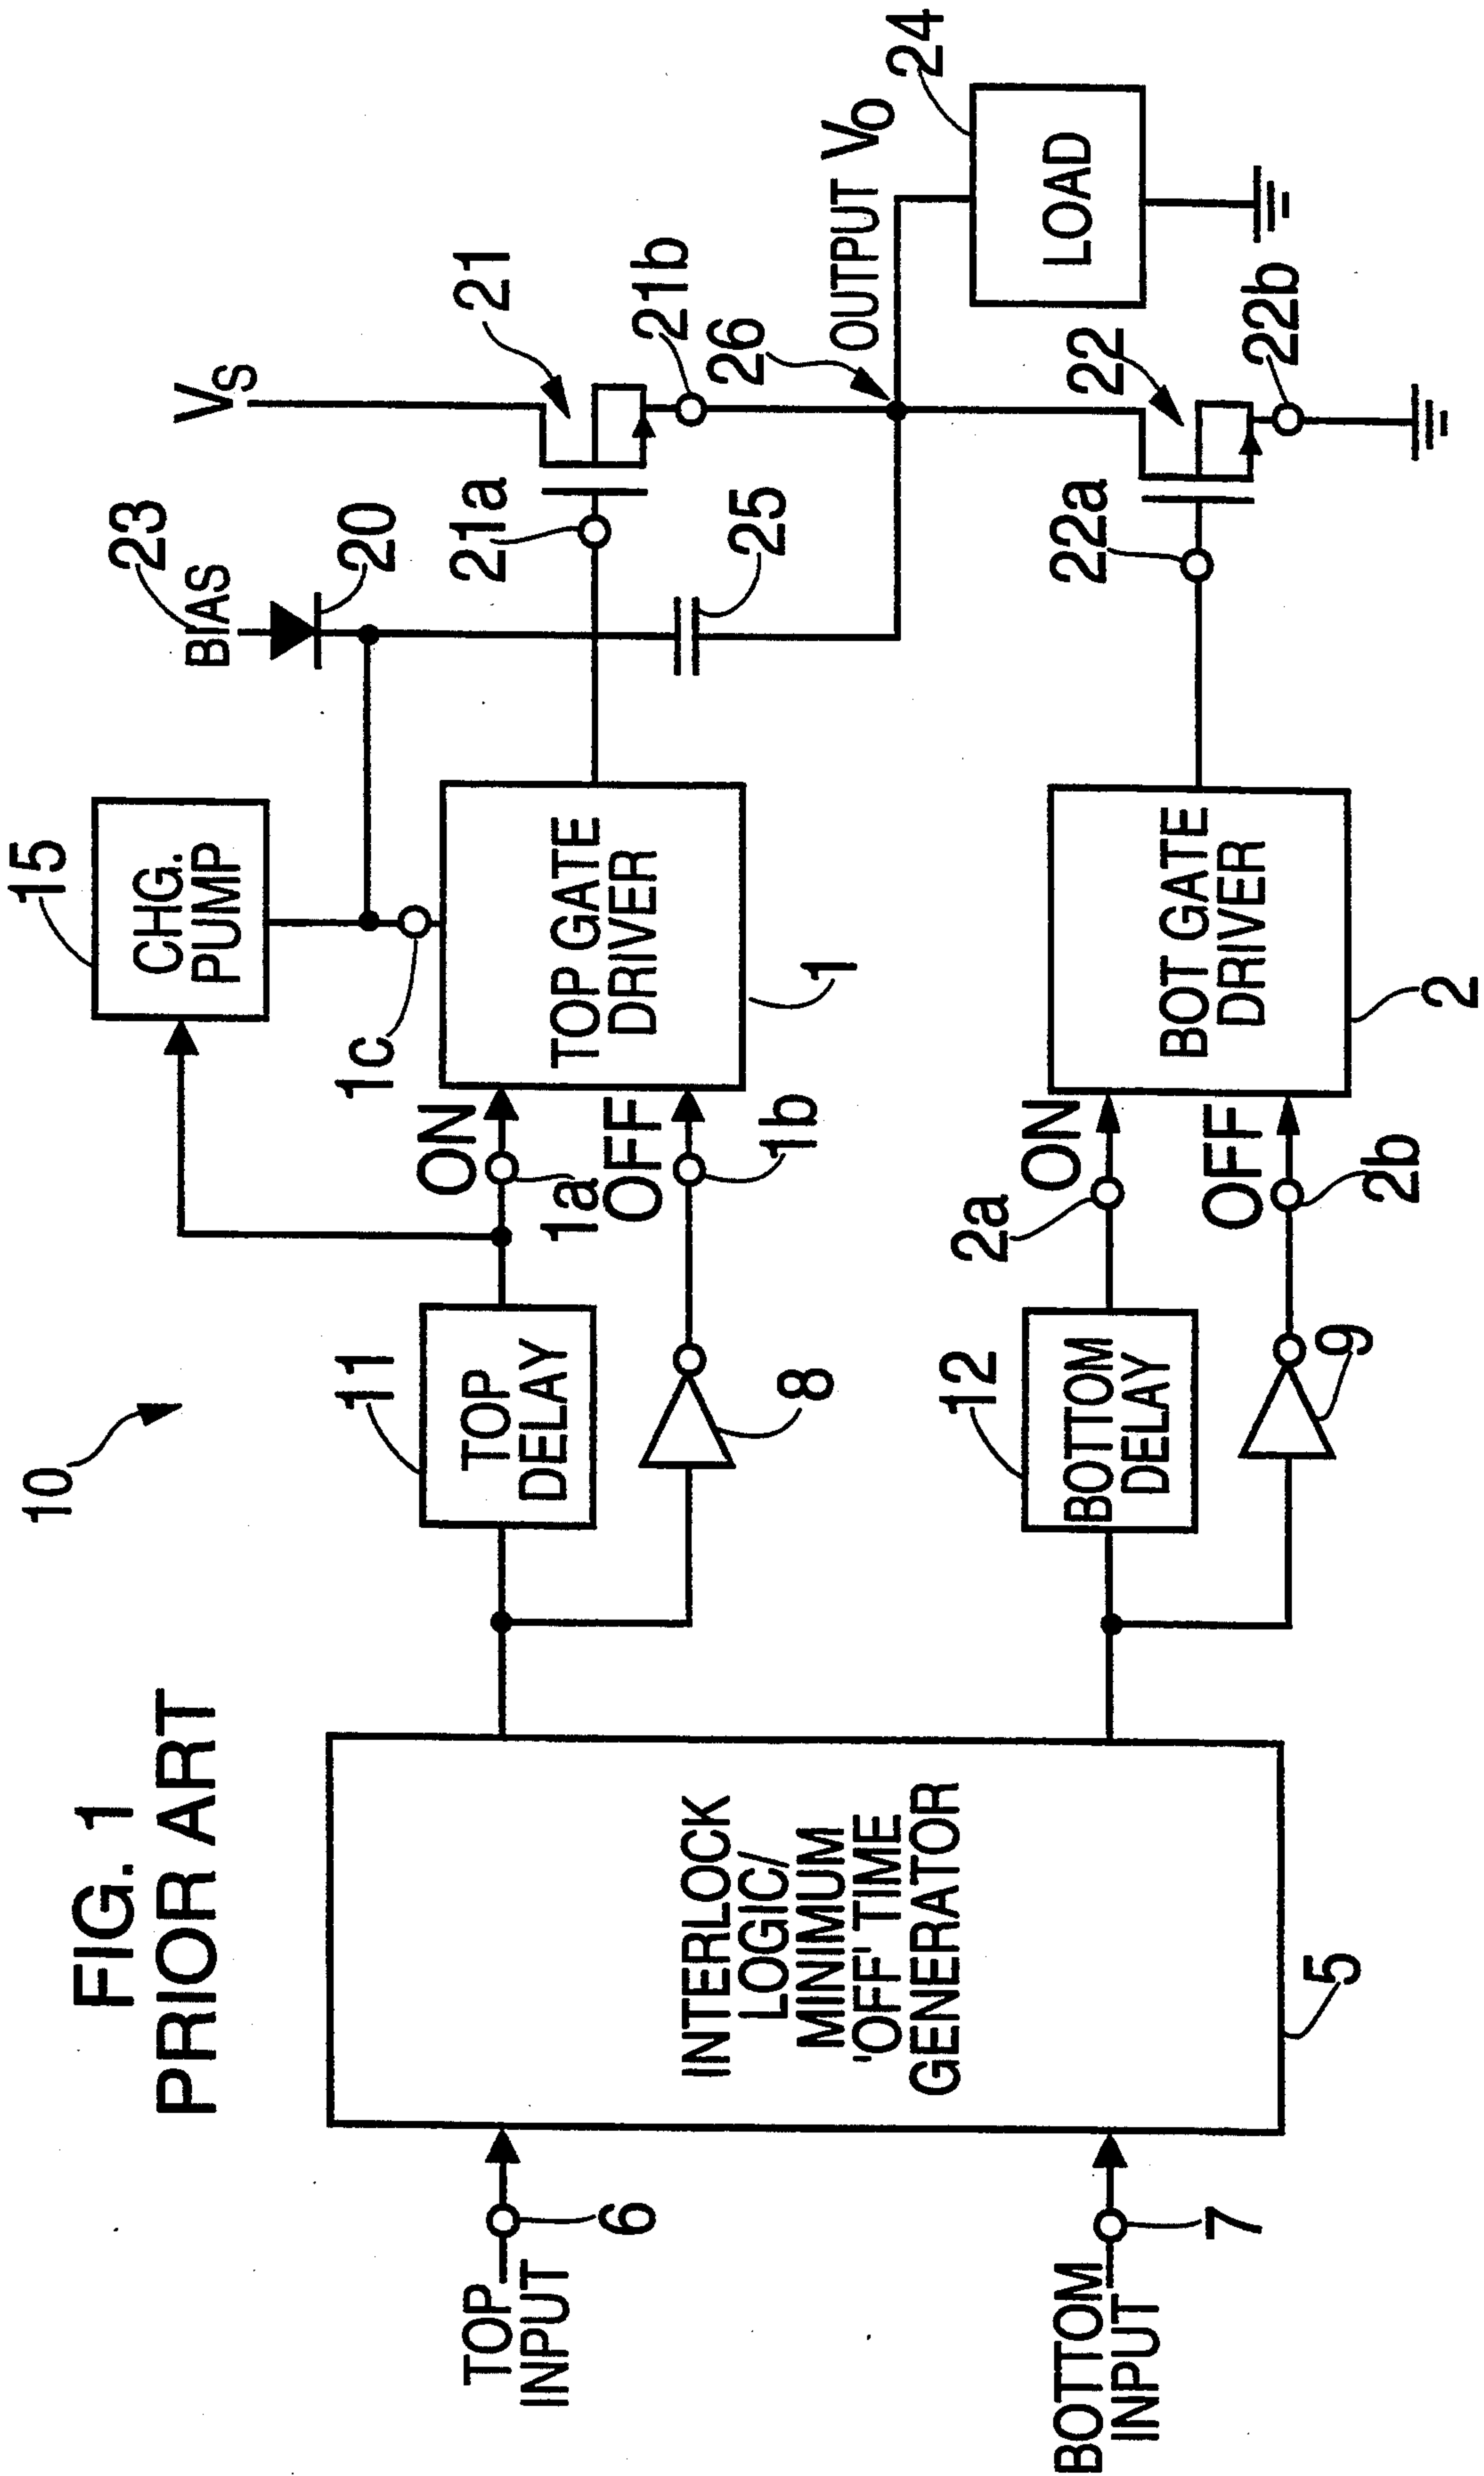 FIG. 1
PRIOR ART
10
TOP
INPUT
6
BOTTOM
INPUT
7
INTERLOCK
LOGIC/
MINIMUM
'OFF' TIME
GENERATOR
5
11
TOP
DELAY
8
12
BOTTOM
DELAY
9
ON
1a
OFF
1b
1c
2a
ON
OFF
2b
15
CHG.
PUMP
TOP GATE
DRIVER
1
BOT GATE
DRIVER
2
23
BIAS
20
25
VS
21
21a
21b
26
OUTPUT VO
22
22a
22b
24
LOAD